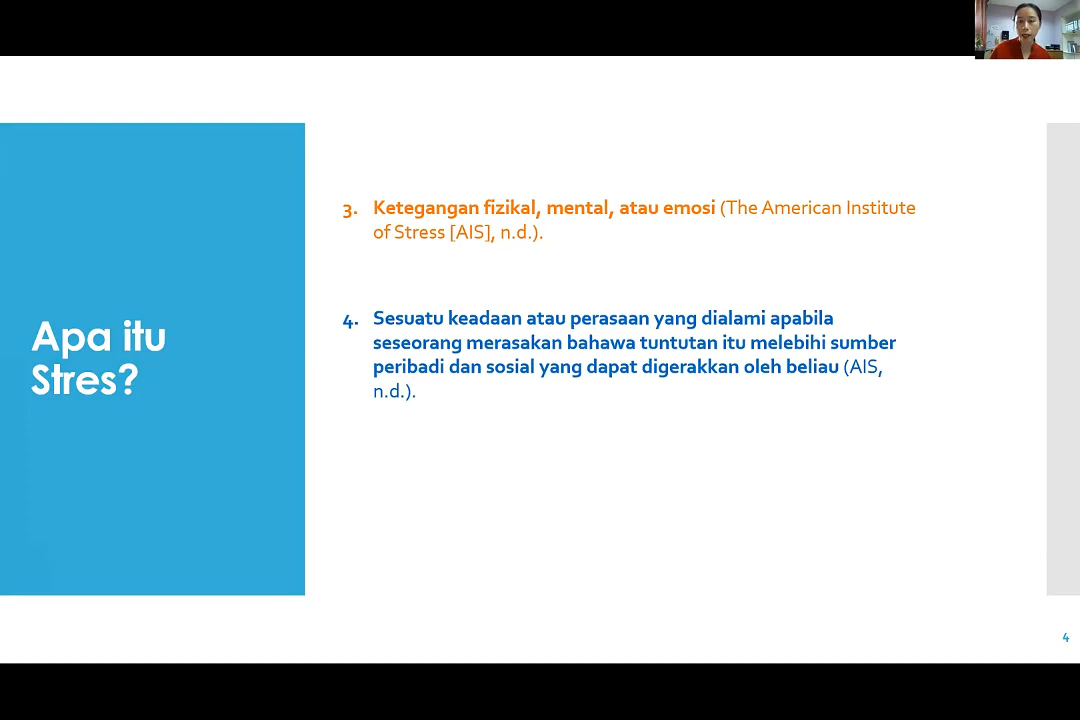 Apa itu
Stres?
3. Ketegangan fizikal, mental, atau emosi (The American Institute
of Stress [AIS], n.d.).
4. Sesuatu keadaan atau perasaan yang dialami apabila
seseorang merasakan bahawa tuntutan itu melebihi sumber
peribadi dan sosial yang dapat digerakkan oleh beliau (AIS,
n.d.).
4